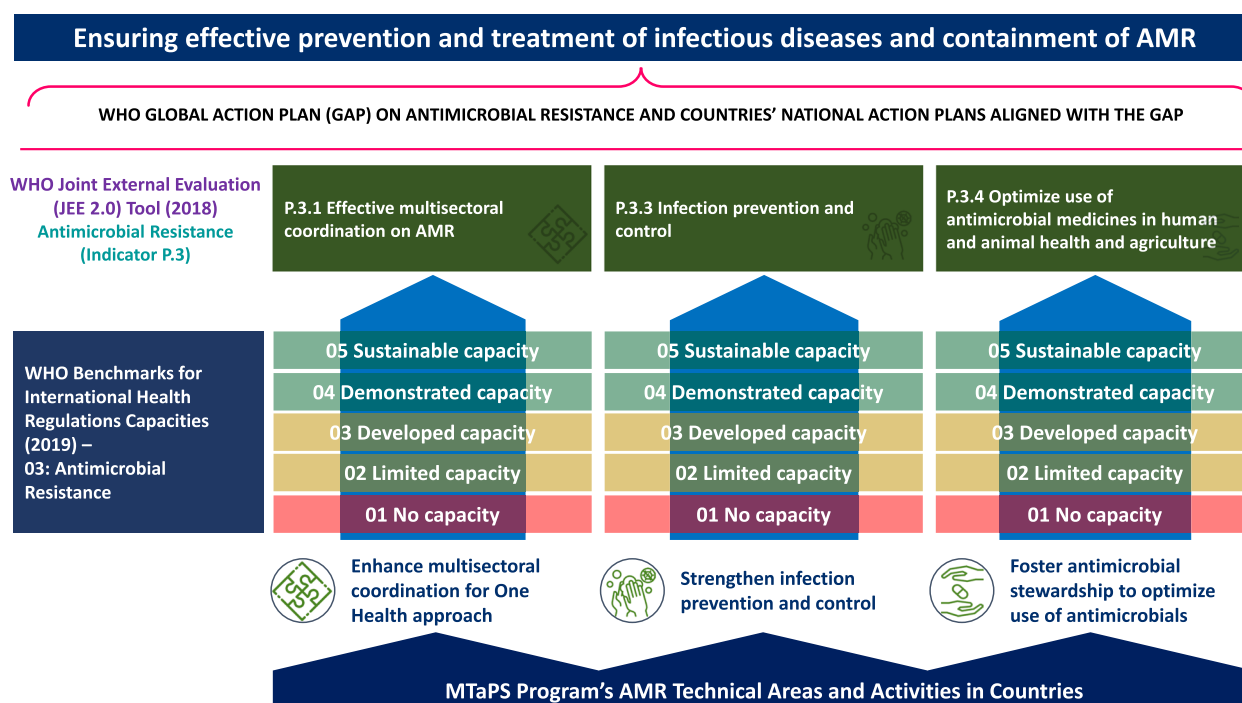 Ensuring effective prevention and treatment of infectious diseases and containment of AMR
WHO GLOBAL ACTION PLAN (GAP) ON ANTIMICROBIAL RESISTANCE AND COUNTRIES’ NATIONAL ACTION PLANS ALIGNED WITH THE GAP
WHO Joint External Evaluation
(JEE 2.0) Tool (2018)
Antimicrobial Resistance
(Indicator P.3)
P.3.1 Effective multisectoral
coordination on AMR
P.3.3 Infection prevention and
control
P.3.4 Optimize use of
antimicrobial medicines in human
and animal health and agriculture
WHO Benchmarks for
International Health
Regulations Capacities
(2019) –
03: Antimicrobial
Resistance
05 Sustainable capacity
04 Demonstrated capacity
03 Developed capacity
02 Limited capacity
01 No capacity
05 Sustainable capacity
04 Demonstrated capacity
03 Developed capacity
02 Limited capacity
01 No capacity
05 Sustainable capacity
04 Demonstrated capacity
03 Developed capacity
02 Limited capacity
01 No capacity
Enhance multisectoral
coordination for One
Health approach
Strengthen infection
prevention and control
Foster antimicrobial
stewardship to optimize
use of antimicrobials
MTaPS Program’s AMR Technical Areas and Activities in Countries